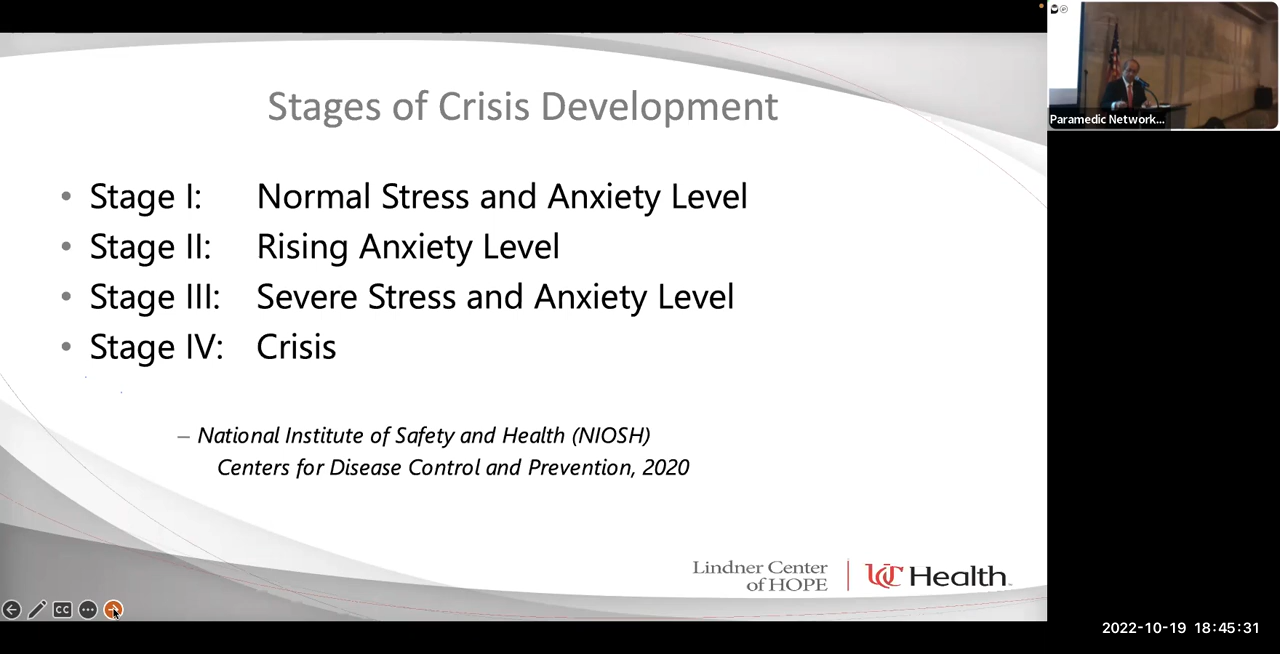 Stages of Crisis Development
• Stage I: Normal Stress and Anxiety Level
• Stage II: Rising Anxiety Level
• Stage III: Severe Stress and Anxiety Level
• Stage IV: Crisis
– National Institute of Safety and Health (NIOSH)
Centers for Disease Control and Prevention, 2020
Lindner Center
of HOPE
UC Health
CC
Paramedic Network...
2022-10-19 18:45:31